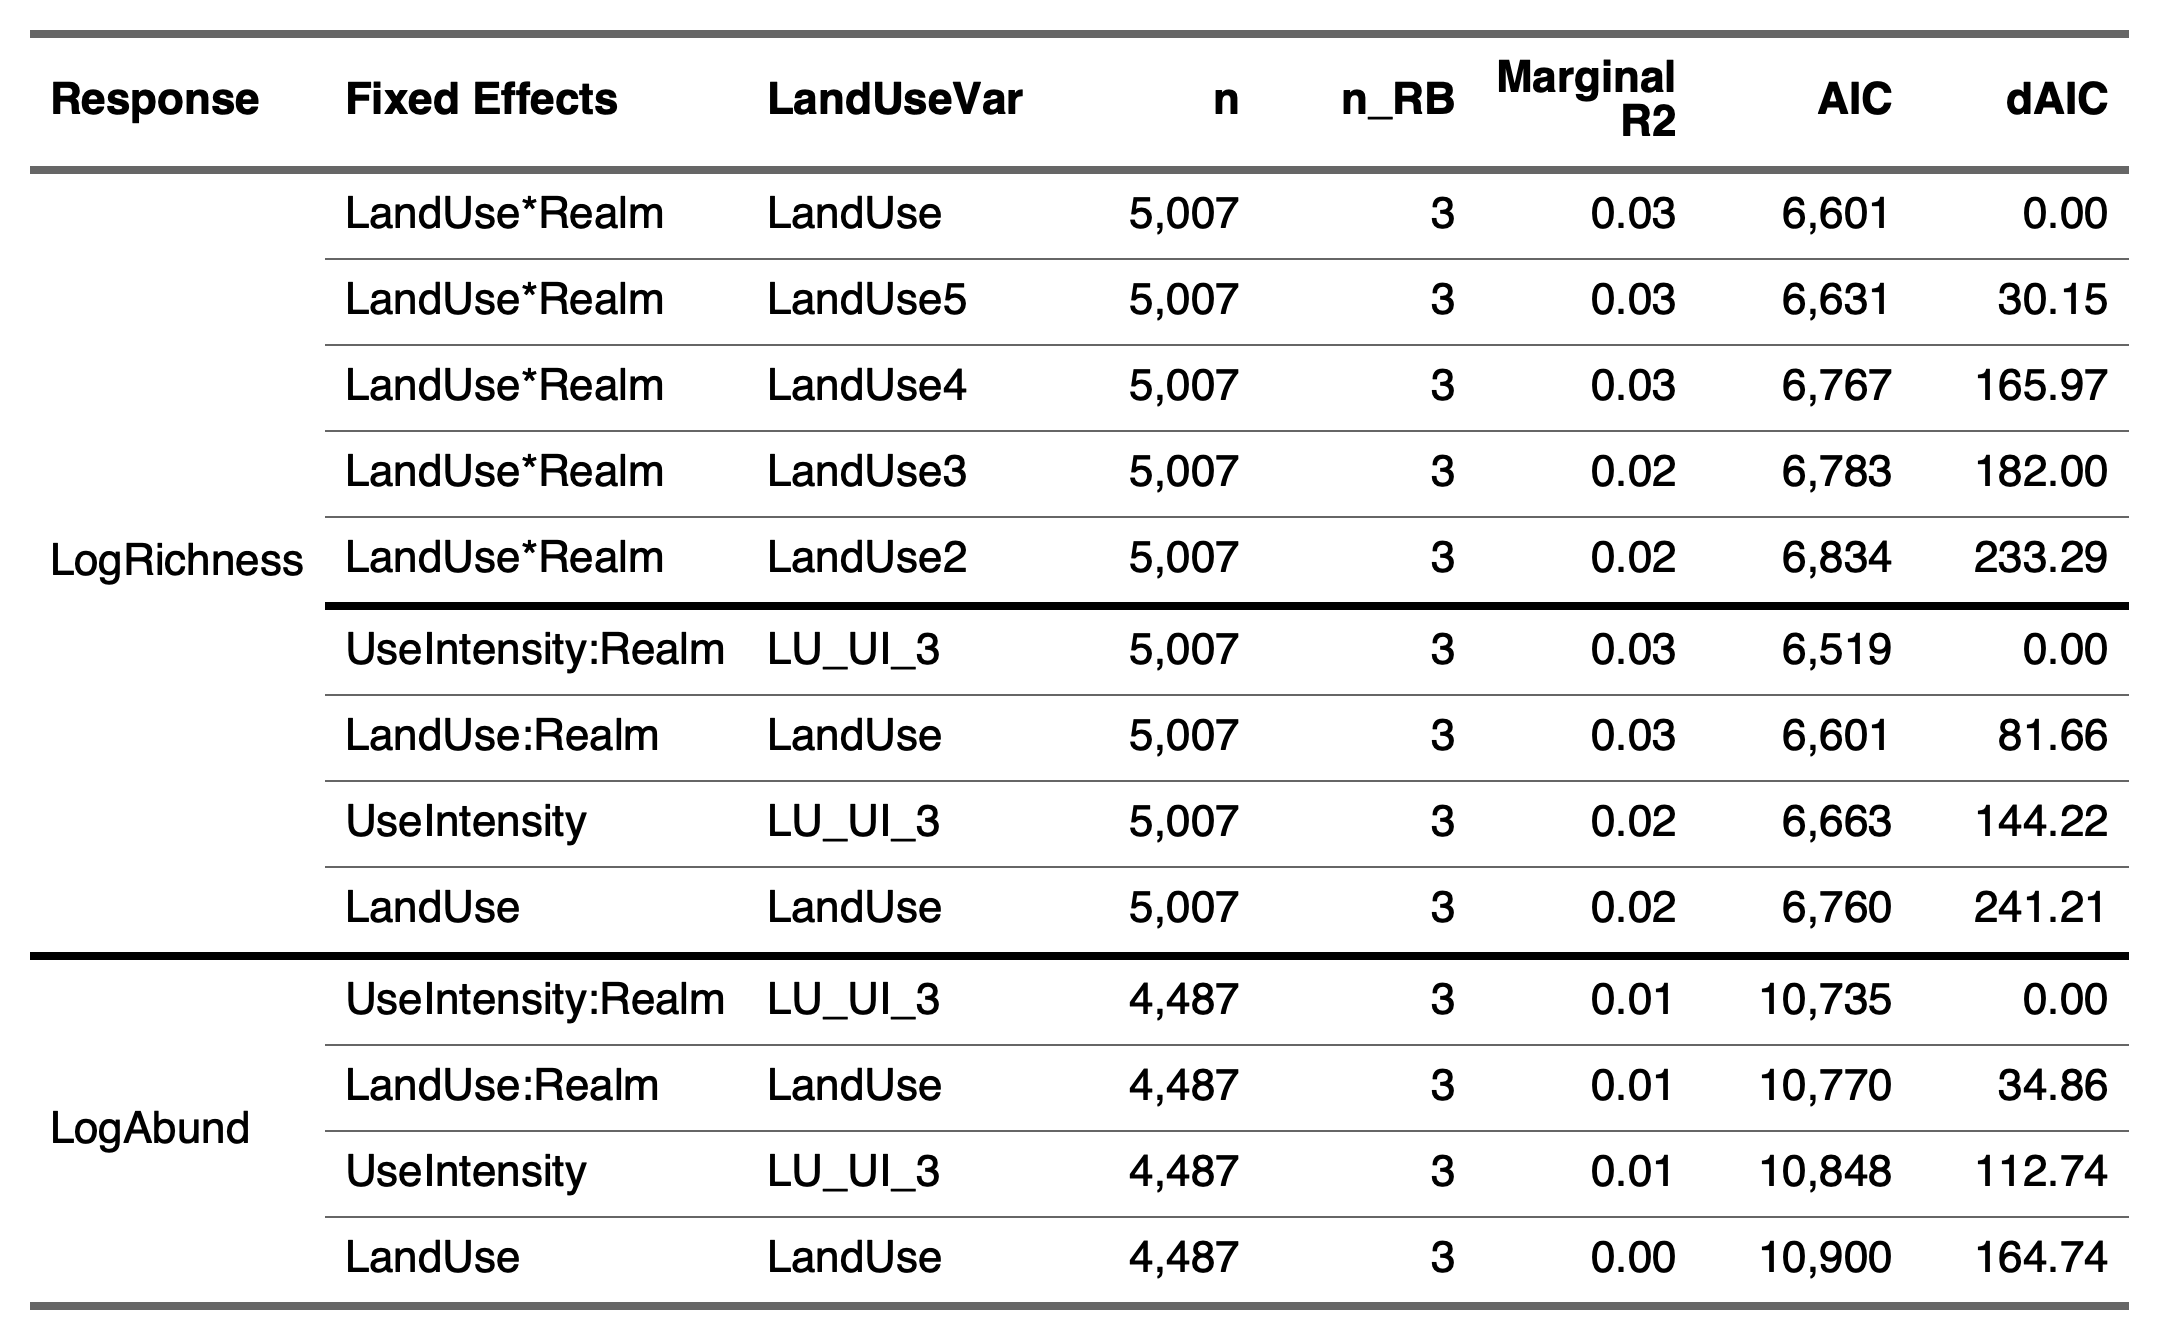 Response Fixed Effects LandUseVar n n_RB Marginal R2 AIC dAIC
LandUse*Realm LandUse 5,007 3 0.03 6,601 0.00
LandUse*Realm LandUse5 5,007 3 0.03 6,631 30.15
LandUse*Realm LandUse4 5,007 3 0.03 6,767 165.97
LandUse*Realm LandUse3 5,007 3 0.02 6,783 182.00
LogRichness LandUse*Realm LandUse2 5,007 3 0.02 6,834 233.29
UseIntensity:Realm LU_UI_3 5,007 3 0.03 6,519 0.00
LandUse:Realm LandUse 5,007 3 0.03 6,601 81.66
UseIntensity LU_UI_3 5,007 3 0.02 6,663 144.22
LandUse LandUse 5,007 3 0.02 6,760 241.21
UseIntensity:Realm LU_UI_3 4,487 3 0.01 10,735 0.00
LandUse:Realm LandUse 4,487 3 0.01 10,770 34.86
LogAbund
UseIntensity LU_UI_3 4,487 3 0.01 10,848 112.74
LandUse LandUse 4,487 3 0.00 10,900 164.74